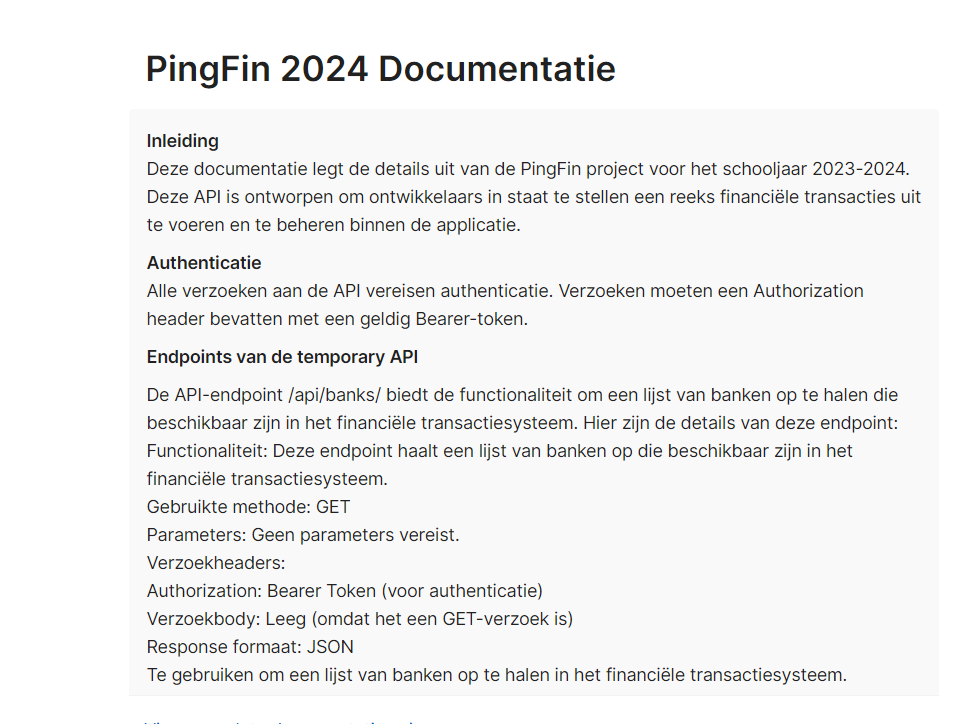 PingFin 2024 Documentatie
Inleiding
Deze documentatie legt de details uit van de PingFin project voor het schooljaar 2023-2024.
Deze API is ontworpen om ontwikkelaars in staat te stellen een reeks financiële transacties uit
te voeren en te beheren binnen de applicatie.
Authenticatie
Alle verzoeken aan de API vereisen authenticatie. Verzoeken moeten een Authorization
header bevatten met een geldig Bearer-token.
Endpoints van de temporary API
De API-endpoint /api/banks/ biedt de functionaliteit om een lijst van banken op te halen die
beschikbaar zijn in het financiële transactiesysteem. Hier zijn de details van deze endpoint:
Functionaliteit: Deze endpoint haalt een lijst van banken op die beschikbaar zijn in het
financiële transactiesysteem.
Gebruikte methode: GET
Parameters: Geen parameters vereist.
Verzoekheaders:
Authorization: Bearer Token (voor authenticatie)
Verzoekbody: Leeg (omdat het een GET-verzoek is)
Response formaat: JSON
Te gebruiken om een lijst van banken op te halen in het financiële transactiesysteem.